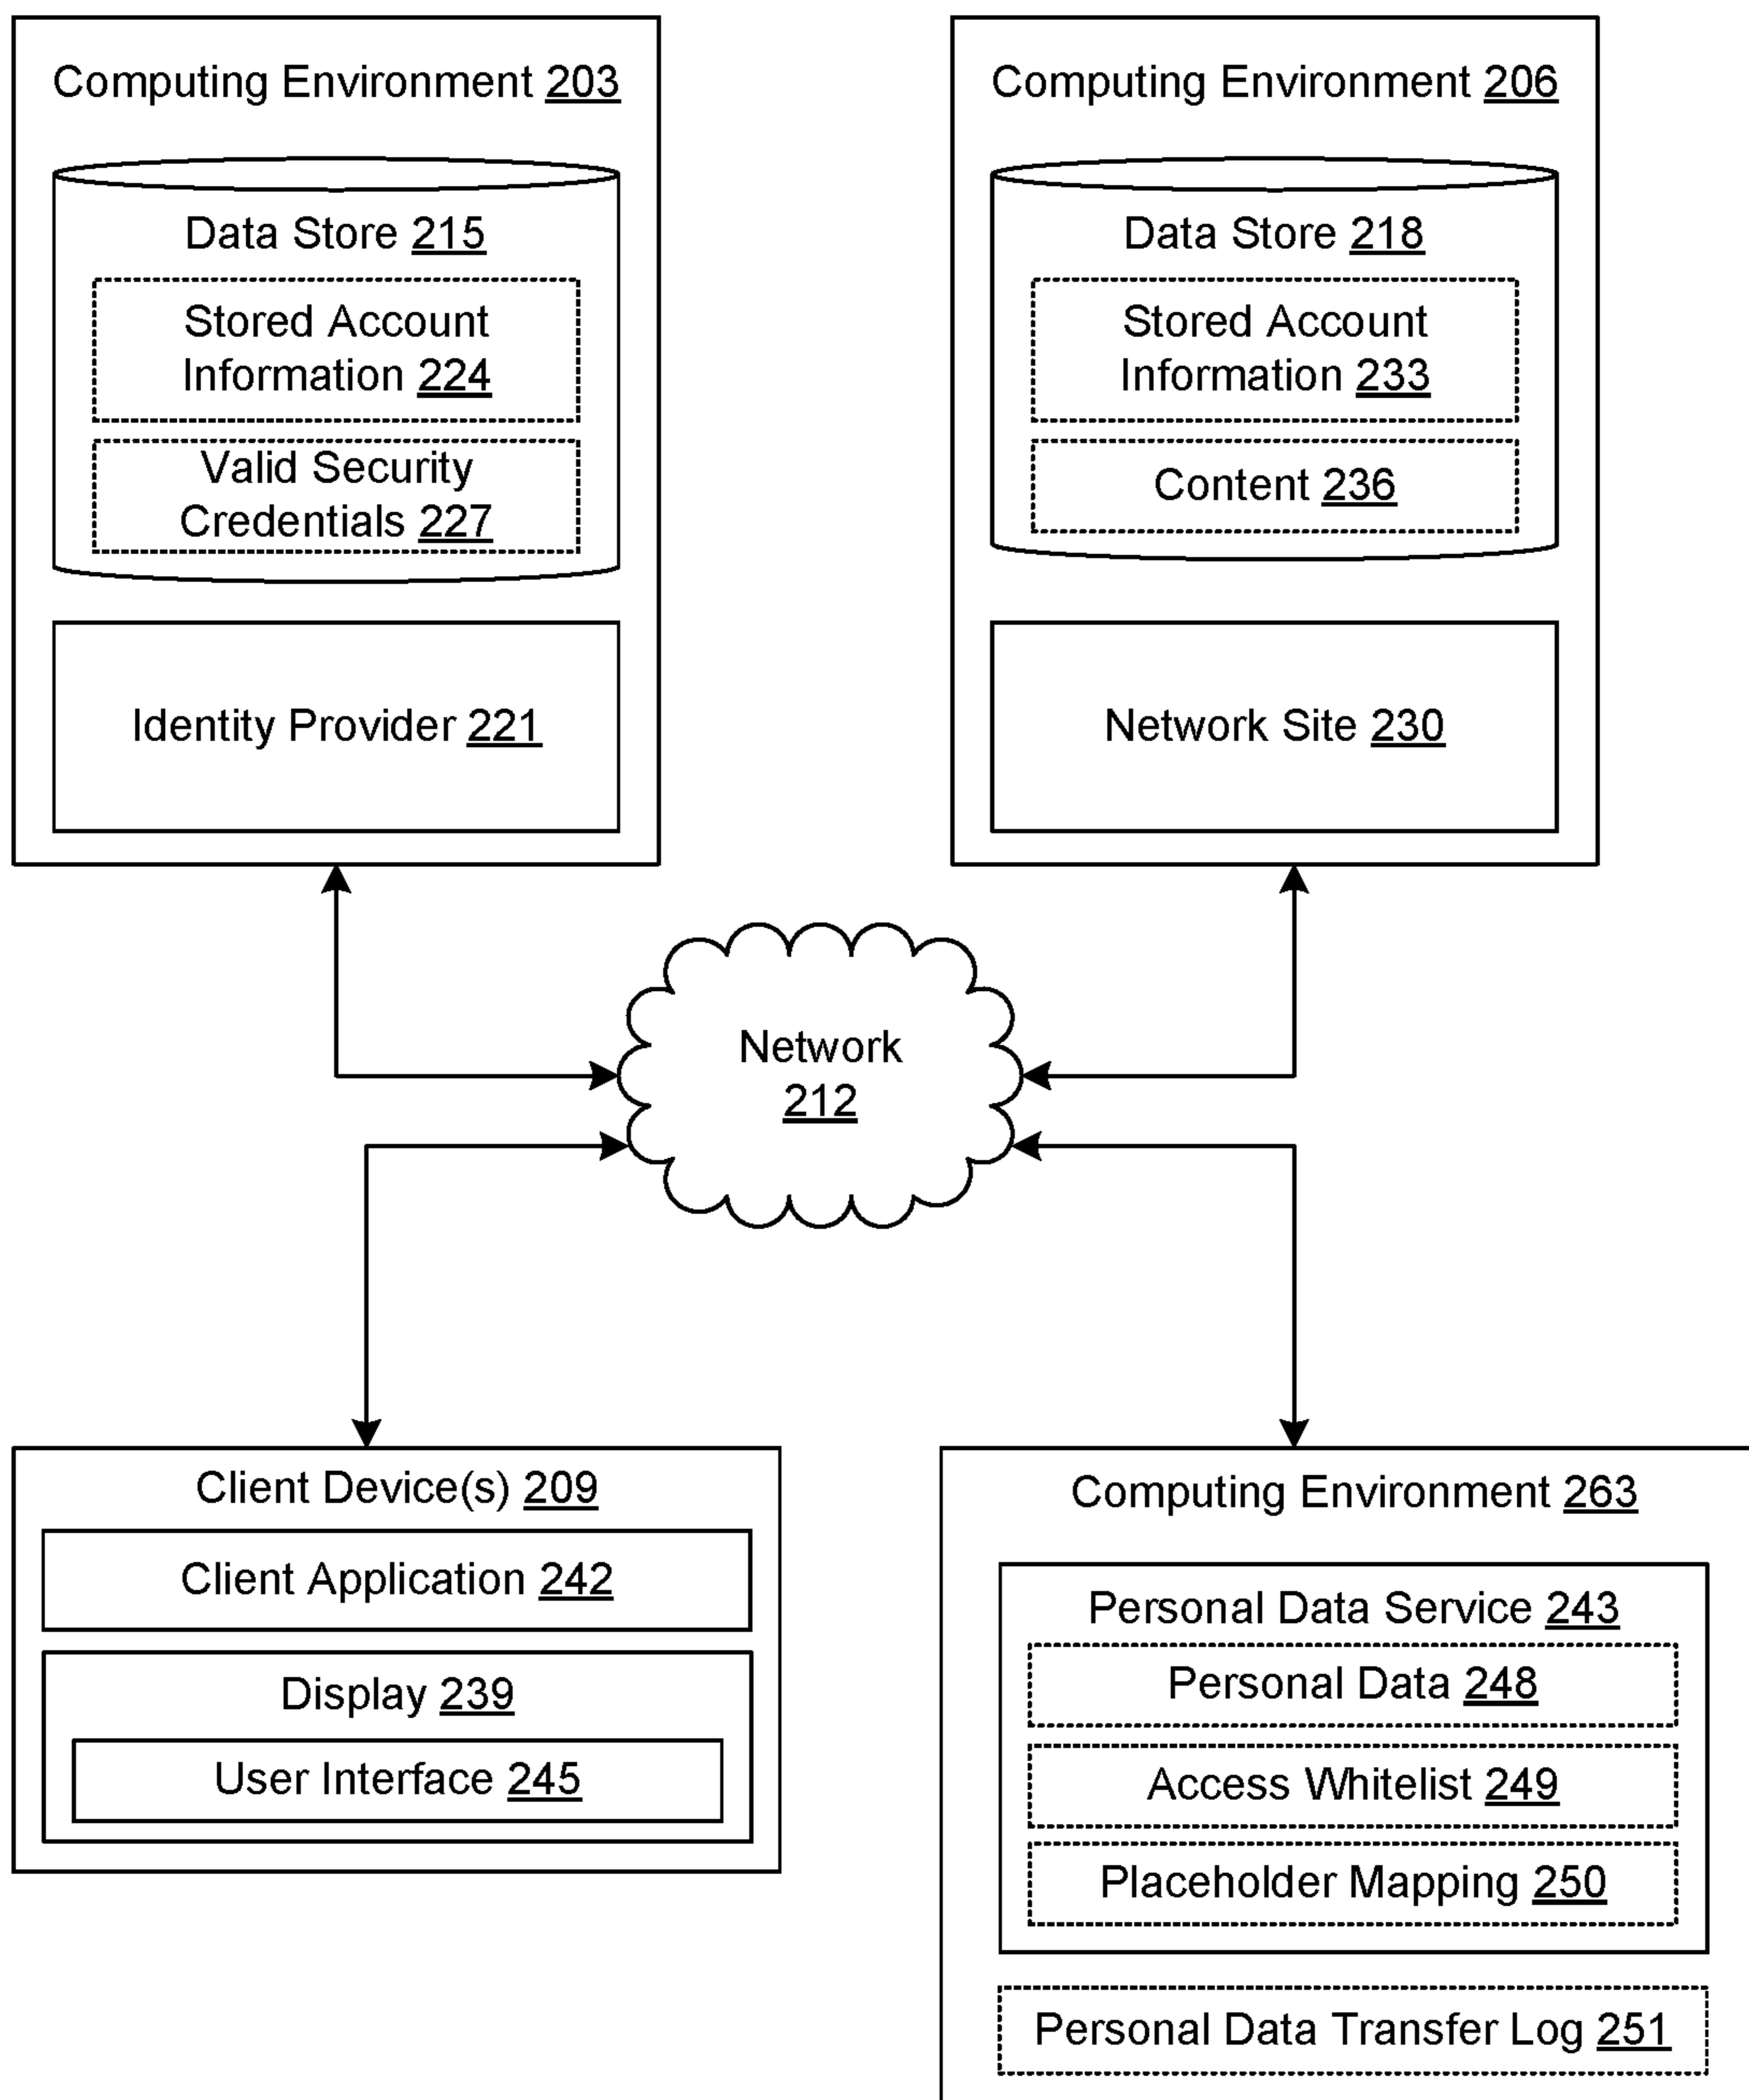 Computing Environment 203
Data Store 215
Stored Account
Information 224
Valid Security
Credentials 227
Identity Provider 221
Computing Environment 206
Data Store 218
Stored Account
Information 233
Content 236
Network Site 230
Network
212
Client Device(s) 209
Client Application 242
Display 239
User Interface 245
Computing Environment 263
Personal Data Service 243
Personal Data 248
Access Whitelist 249
Placeholder Mapping 250
Personal Data Transfer Log 251